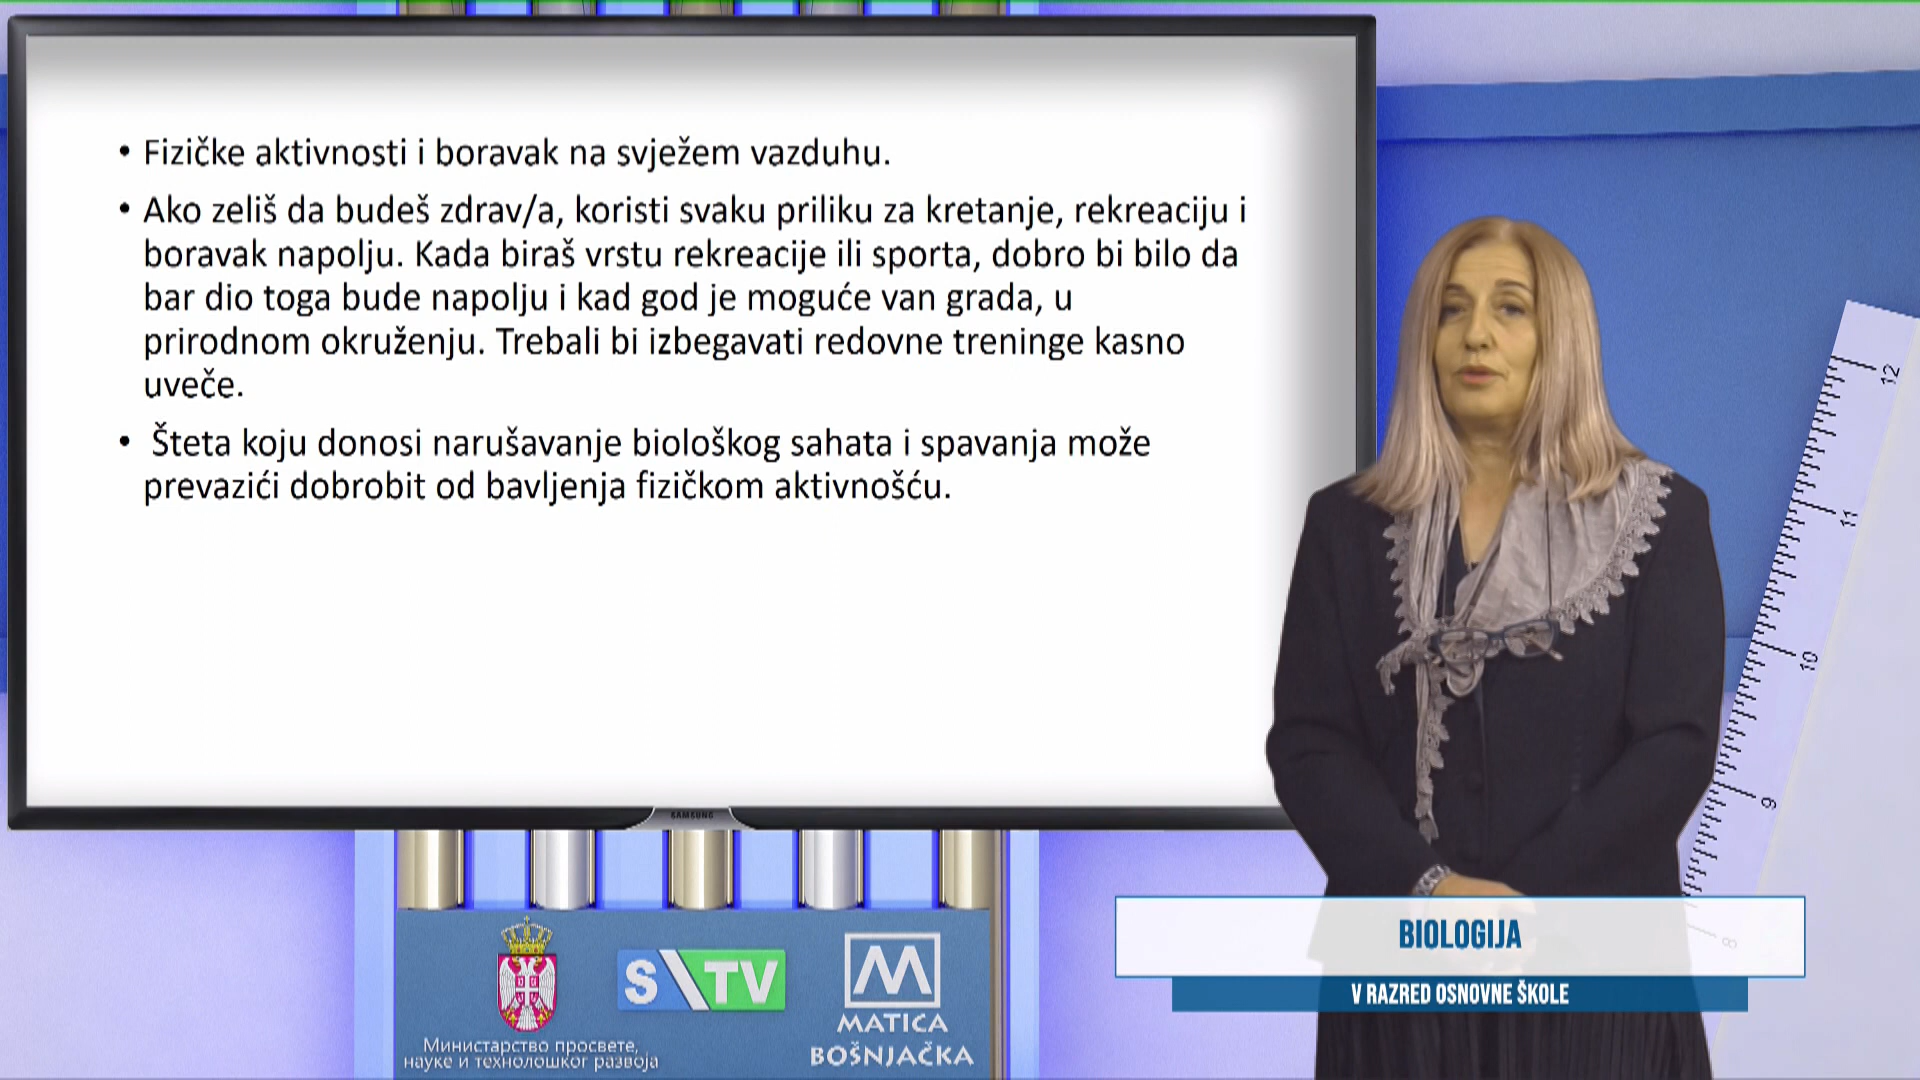 • Fizičke aktivnosti i boravak na svježem vazduhu.
• Ako zeliš da budeš zdrav/a, koristi svaku priliku za kretanje, rekreaciju i
boravak napolju. Kada biraš vrstu rekreacije ili sporta, dobro bi bilo da
bar dio toga bude napolju i kad god je moguće van grada, u
prirodnom okruženju. Trebali bi izbegavati redovne treninge kasno
uveče.
• Šteta koju donosi narušavanje biološkog sahata i spavanja može
prevazići dobrobit od bavljenja fizičkom aktivnošću.
SAMSUNG
12
11
10
9
8
BIOLOGIJA
V RAZRED OSNOVNE ŠKOLE
Министарство просвете,
науке и технолошког развоја
STV
MATICA
BOŠNJAČKA